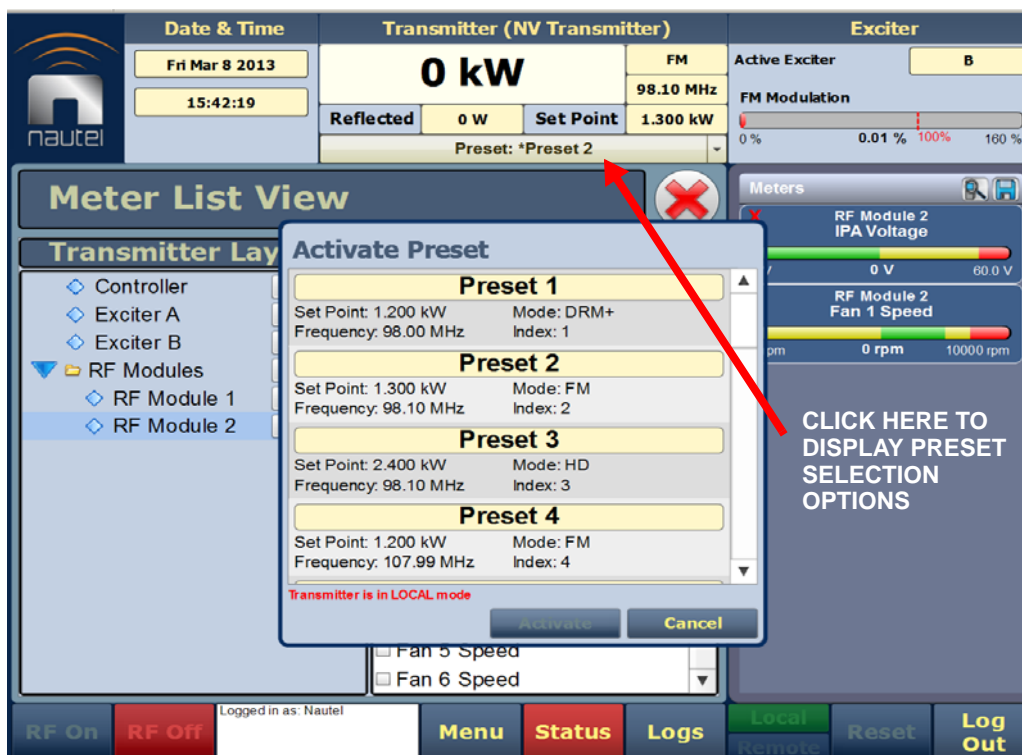 nautel
Date & Time
Fri Mar 8 2013
15:42:19
Transmitter (NV Transmitter)
0 kW
FM
98.10 MHz
Reflected 0 W Set Point 1.300 kW
Preset: *Preset 2
Exciter
Active Exciter B
FM Modulation
0 % 0.01 % 100% 160 %
Meter List View
Transmitter Lay
Controller
Exciter A
Exciter B
RF Modules
RF Module 1
RF Module 2
Activate Preset
Preset 1
Set Point: 1.200 kW Mode: DRM+
Frequency: 98.00 MHz Index: 1
Preset 2
Set Point: 1.300 kW Mode: FM
Frequency: 98.10 MHz Index: 2
Preset 3
Set Point: 2.400 kW Mode: HD
Frequency: 98.10 MHz Index: 3
Preset 4
Set Point: 1.200 kW Mode: FM
Frequency: 107.99 MHz Index: 4
Transmitter is in LOCAL mode
Activate Cancel
Fan 5 Speed
Fan 6 Speed
Meters
RF Module 2
IPA Voltage
0 V 60.0 V
RF Module 2
Fan 1 Speed
pm 0 rpm 10000 rpm
CLICK HERE TO
DISPLAY PRESET
SELECTION
OPTIONS
RF On RF Off
Logged in as: Nautel
Menu Status Logs
Local
Remote
Reset
Log
Out